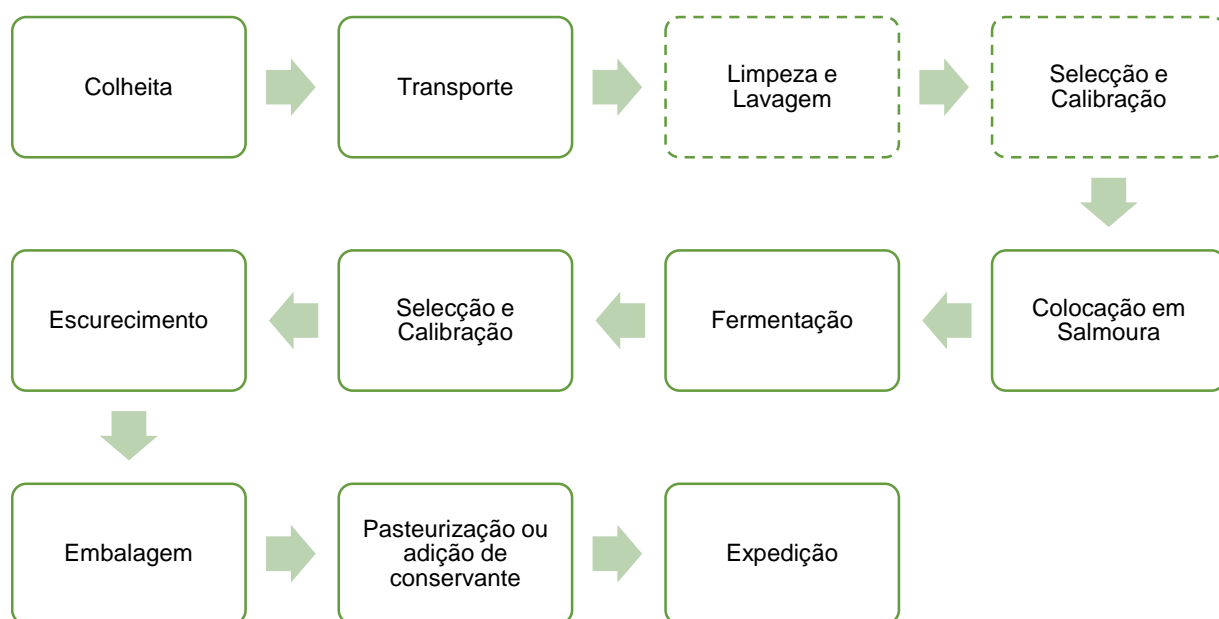 Colheita
Transporte
Limpeza e
Lavagem
Selecção e
Calibração
Colocação em
Salmoura
Fermentação
Selecção e
Calibração
Escurecimento
Embalagem
Pasteurização ou
adição de
conservante
Expedição